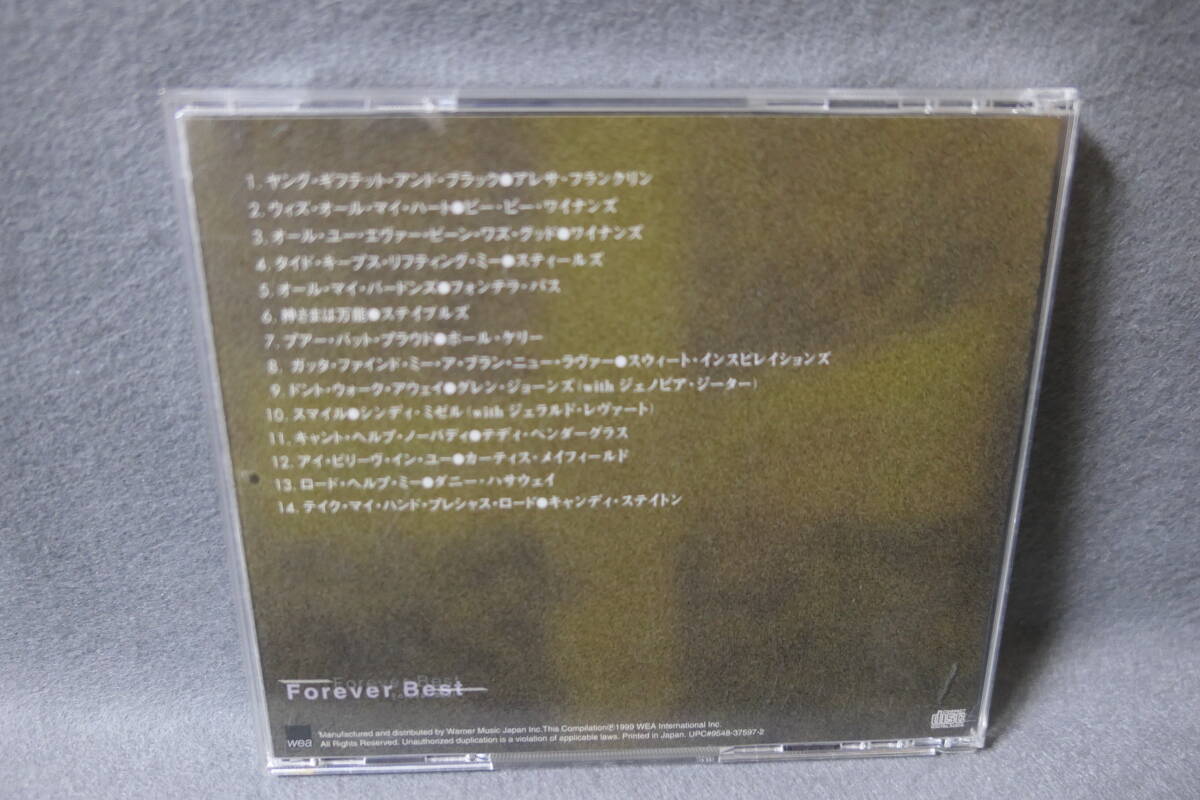 1. ヤング・ギフテット・アンド・ブラック●アレサ・フランクリン
2. ウィズ・オール・マイ・ハート●ビー・ビー・ワイナンズ
3. オール・ユー・エヴァー・ビーン・ワズ・グッド●ワイナンズ
4. タイド・キープス・リフティング・ミー●スティールズ
5. オール・マイ・バードンズ●フォンテラ・バス
6. 神さまは万能●ステイプルズ
7. プアー・バット・プラウド●ポール・ケリー
8. ガッタ・ファインド・ミー・ア・ブラン・ニュー・ラヴァー●スウィート・インスピレイションズ
9. ドント・ウォーク・アウェイ●グレン・ジョーンズ(with ジェノビア・ジーター)
10. スマイル●シンディ・ミゼル(with ジェラルド・レヴァート)
11. キャント・ヘルプ・ノーバディ●テディ・ペンダーグラス
12. アイ・ビリーヴ・イン・ユー●カーティス・メイフィールド
13. ロード・ヘルプ・ミー●ダニー・ハサウェイ
14. テイク・マイ・ハンド・プレシャス・ロード●キャンディ・ステイトン
Forever Best
Forever Best
wea
Manufactured and distributed by Warner Music Japan Inc. This Compilation℗1999 WEA International Inc.
All Rights Reserved. Unauthorized duplication is a violation of applicable laws. Printed in Japan. UPC#9548-37597-2
COMPACT
disc
DIGITAL AUDIO